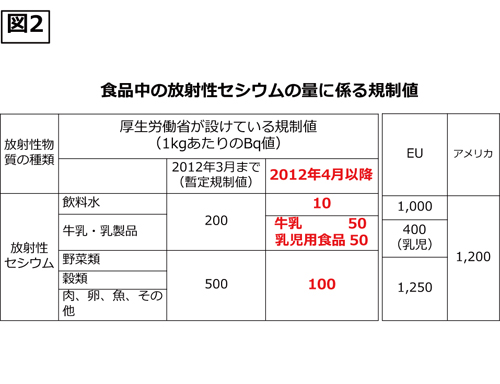 図2
食品中の放射性セシウムの量に係る規制値
放射性物
質の種類
厚生労働省が設けている規制値
（1kgあたりのBq値）
EU
アメリカ
2012年3月まで
（暫定規制値）
2012年4月以降
放射性
セシウム
飲料水
200
10
1,000
1,200
牛乳・乳製品
牛乳 50
乳児用食品 50
400
（乳児）
野菜類
500
100
1,250
穀類
肉、卵、魚、その
他